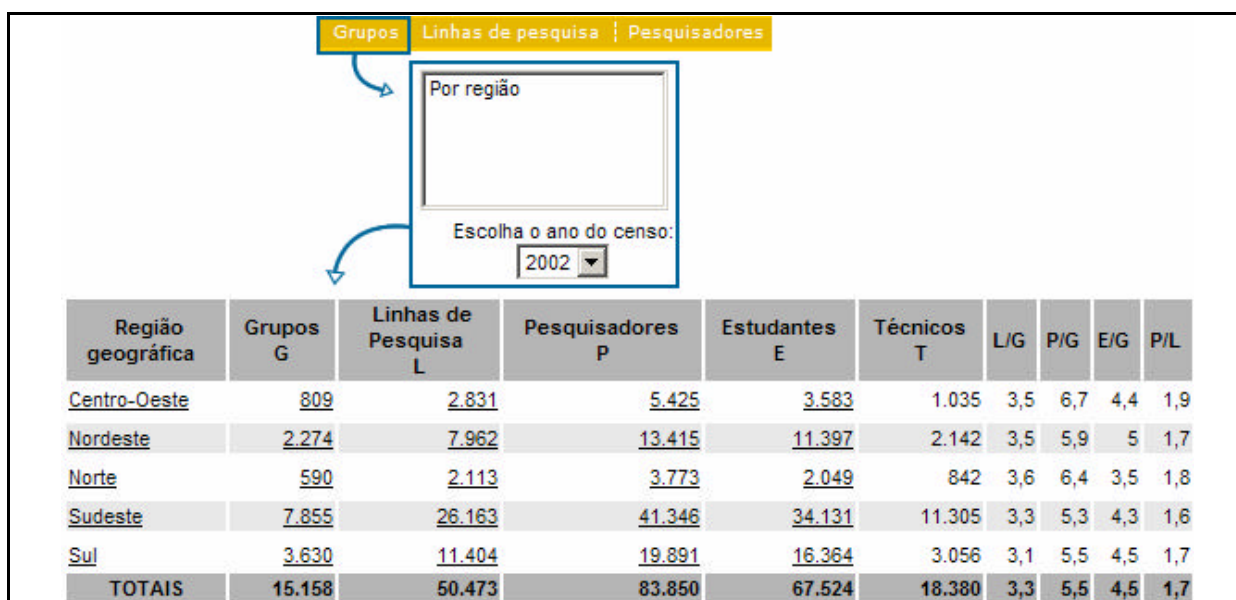 Grupos Linhas de pesquisa Pesquisadores
Por região
Escolha o ano do censo:
2002
Região geográfica Grupos G Linhas de Pesquisa L Pesquisadores P Estudantes E Técnicos T L/G P/G E/G P/L
Centro-Oeste 809 2.831 5.425 3.583 1.035 3,5 6,7 4,4 1,9
Nordeste 2.274 7.962 13.415 11.397 2.142 3,5 5,9 5 1,7
Norte 590 2.113 3.773 2.049 842 3,6 6,4 3,5 1,8
Sudeste 7.855 26.163 41.346 34.131 11.305 3,3 5,3 4,3 1,6
Sul 3.630 11.404 19.891 16.364 3.056 3,1 5,5 4,5 1,7
TOTAIS 15.158 50.473 83.850 67.524 18.380 3,3 5,5 4,5 1,7